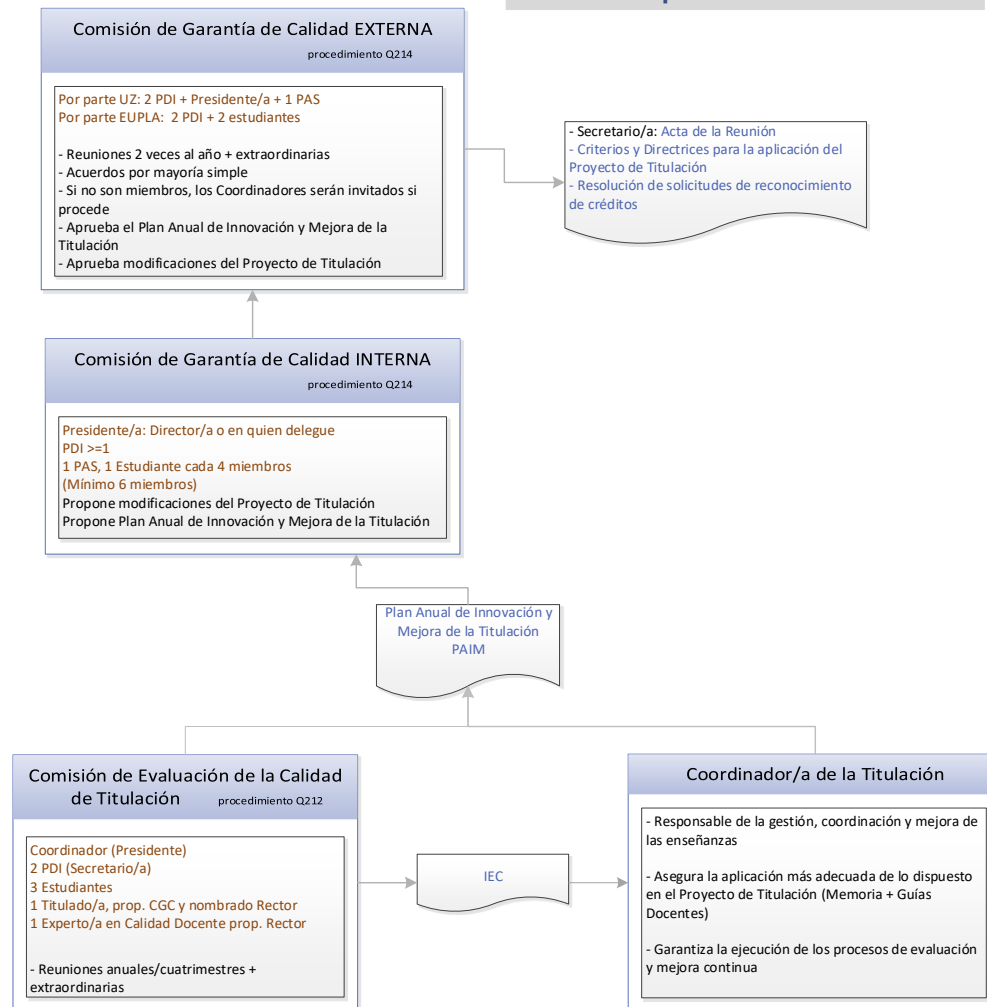 Comisión de Garantía de Calidad EXTERNA
procedimiento Q214
Por parte UZ: 2 PDI + Presidente/a + 1 PAS
Por parte EUPLA:  2 PDI + 2 estudiantes
- Reuniones 2 veces al año + extraordinarias
- Acuerdos por mayoría simple
- Si no son miembros, los Coordinadores serán invitados si
procede
- Aprueba el Plan Anual de Innovación y Mejora de la
Titulación
- Aprueba modificaciones del Proyecto de Titulación
- Secretario/a: Acta de la Reunión
- Criterios y Directrices para la aplicación del
Proyecto de Titulación
- Resolución de solicitudes de reconocimiento
de créditos
Comisión de Garantía de Calidad INTERNA
procedimiento Q214
Presidente/a: Director/a o en quien delegue
PDI >=1
1 PAS, 1 Estudiante cada 4 miembros
(Mínimo 6 miembros)
Propone modificaciones del Proyecto de Titulación
Propone Plan Anual de Innovación y Mejora de la Titulación
Plan Anual de Innovación y
Mejora de la Titulación
PAIM
Comisión de Evaluación de la Calidad
de Titulación procedimiento Q212
Coordinador (Presidente)
2 PDI (Secretario/a)
3 Estudiantes
1 Titulado/a, prop. CGC y nombrado Rector
1 Experto/a en Calidad Docente prop. Rector
- Reuniones anuales/cuatrimestres +
extraordinarias
IEC
Coordinador/a de la Titulación
- Responsable de la gestión, coordinación y mejora de
las enseñanzas
- Asegura la aplicación más adecuada de lo dispuesto
en el Proyecto de Titulación (Memoria + Guías
Docentes)
- Garantiza la ejecución de los procesos de evaluación
y mejora continua